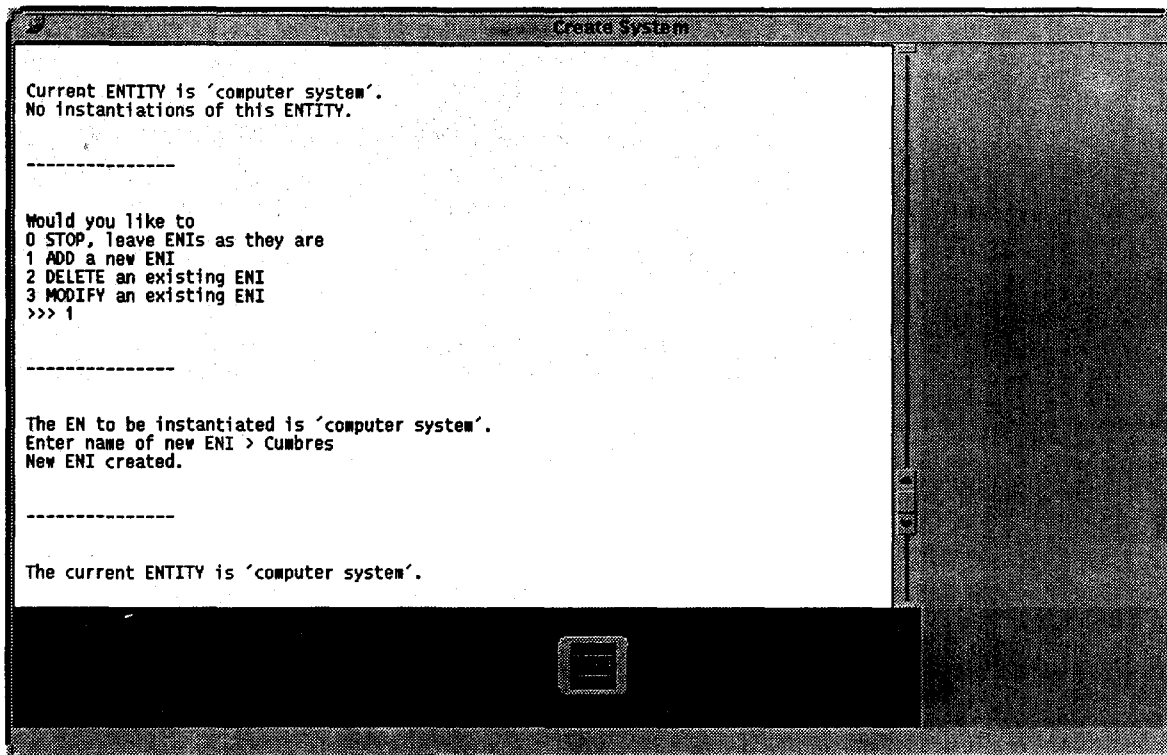 Create System
Current ENTITY is ′computer system′.
No instantiations of this ENTITY.
---------------
Would you like to
0 STOP, leave ENIs as they are
1 ADD a new ENI
2 DELETE an existing ENI
3 MODIFY an existing ENI
>>> 1
---------------
The EN to be instantiated is ′computer system′.
Enter name of new ENI > Cumbres
New ENI created.
---------------
The current ENTITY is ′computer system′.